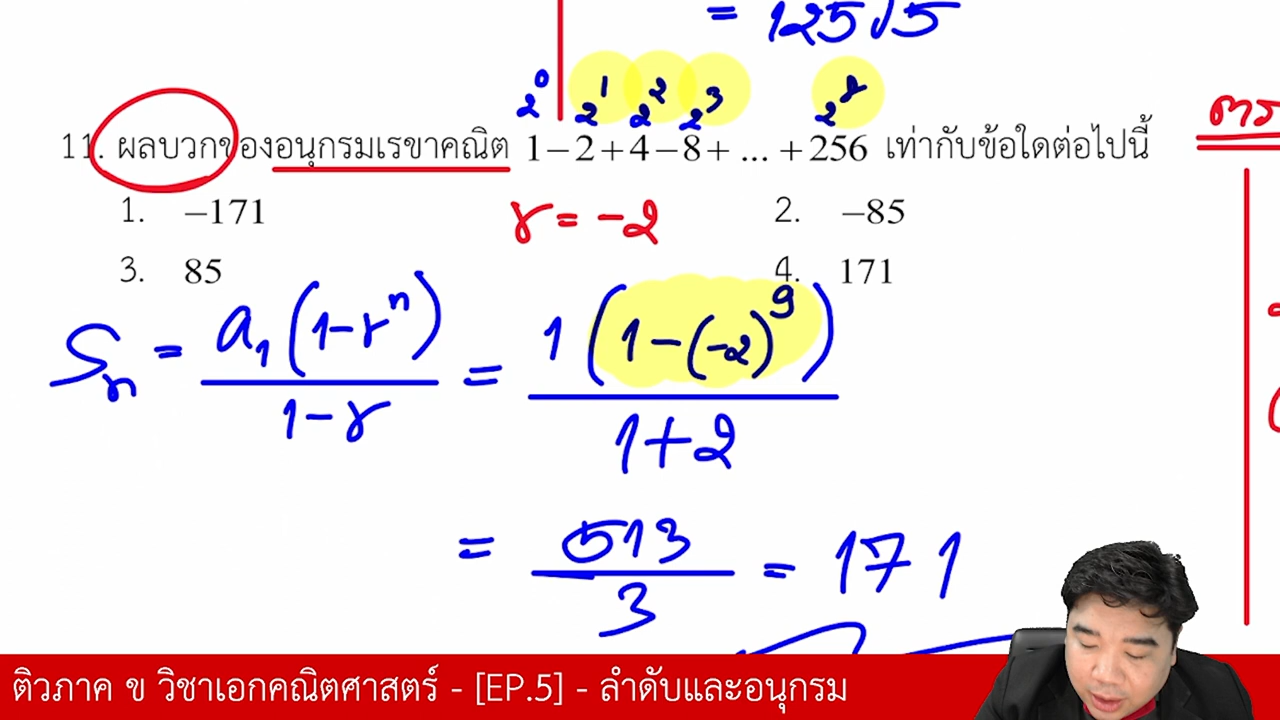 = 125√5
2⁰ 2¹ 2² 2³ 2⁸
11. ผลบวกของอนุกรมเรขาคณิต 1−2+4−8+ ... +256 เท่ากับข้อใดต่อไปนี้
1. −171
r = -2
2. −85
3. 85
4. 171
Sn = a₁(1-rⁿ) / 1-r = 1(1-(-2)⁹) / 1+2
= 513 / 3 = 171
ติวภาค ข วิชาเอกคณิตศาสตร์ - [EP.5] - ลำดับและอนุกรม